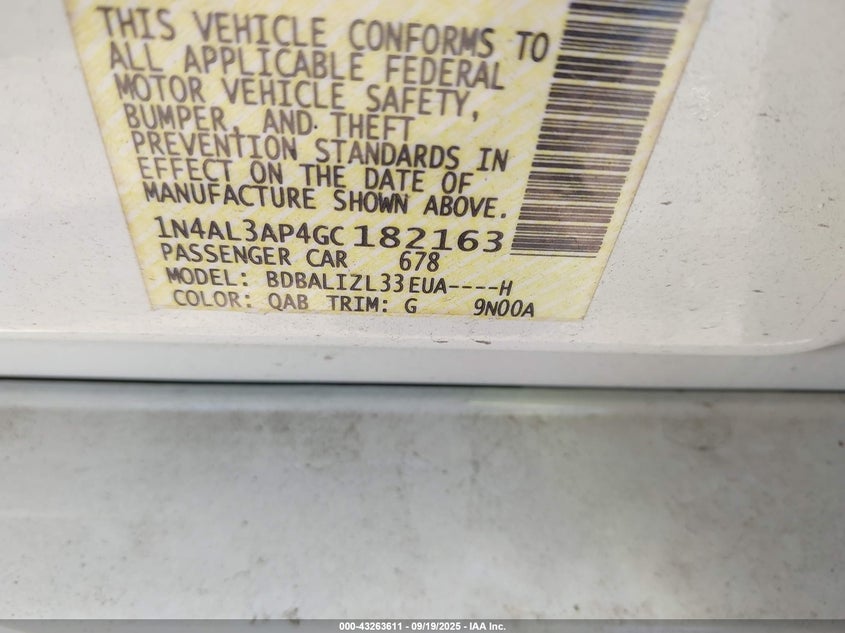 THIS VEHICLE CONFORMS TO
ALL APPLICABLE FEDERAL
MOTOR VEHICLE SAFETY,
BUMPER, AND THEFT
PREVENTION STANDARDS IN
EFFECT ON THE DATE OF
MANUFACTURE SHOWN ABOVE.
1N4AL3AP4GC182163
PASSENGER CAR 678
MODEL: BDBALIZL33EUA----H
COLOR: QAB TRIM: G 9N00A
000-43263611 - 09/19/2025 - IAA Inc.